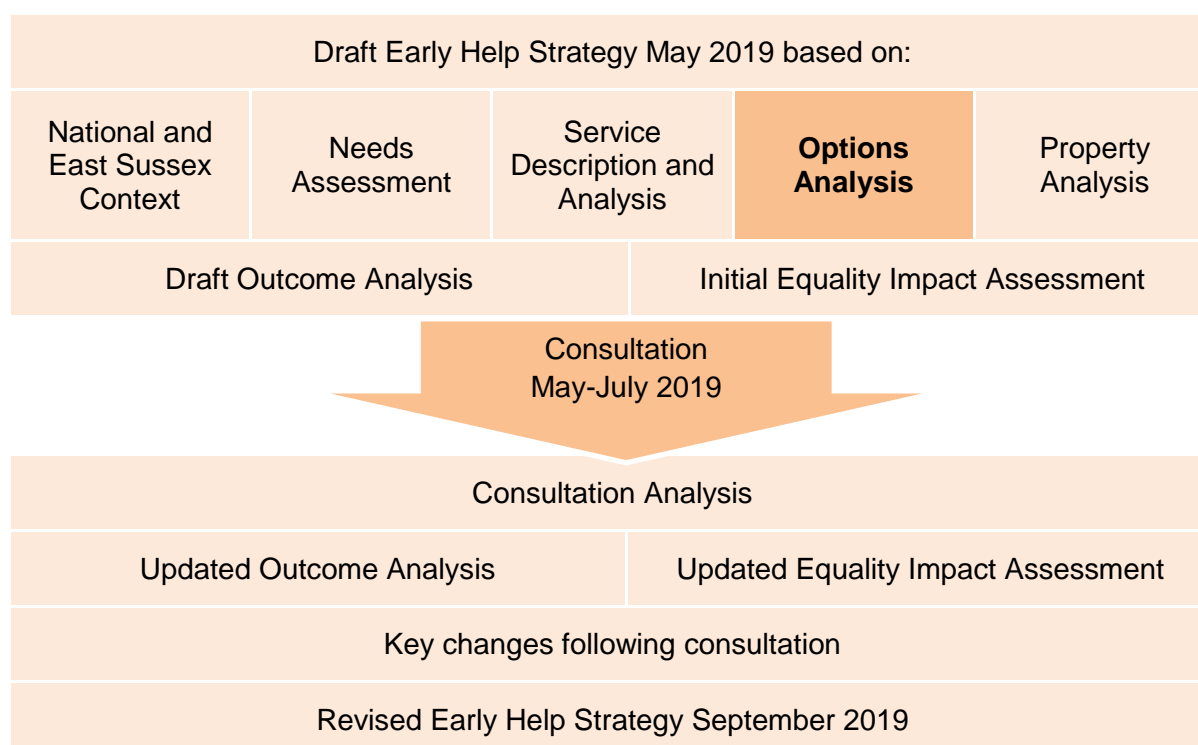 Draft Early Help Strategy May 2019 based on:
National and
East Sussex
Context
Needs
Assessment
Service
Description and
Analysis
Options
Analysis
Property
Analysis
Draft Outcome Analysis
Initial Equality Impact Assessment
Consultation
May-July 2019
Consultation Analysis
Updated Outcome Analysis
Updated Equality Impact Assessment
Key changes following consultation
Revised Early Help Strategy September 2019